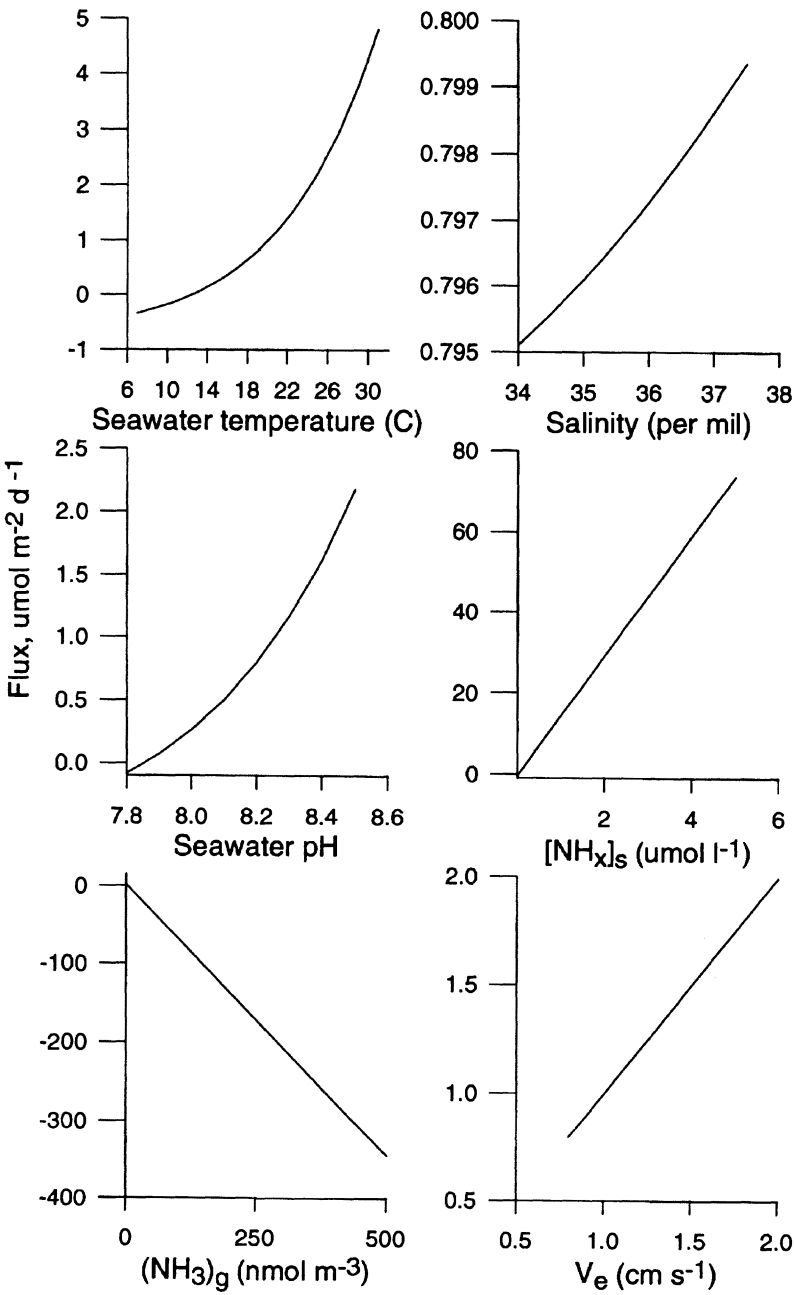 5
4
3
2
1
0
-1
6 10 14 18 22 26 30
Seawater temperature (C)
0.800
0.799
0.798
0.797
0.796
0.795
34 35 36 37 38
Salinity (per mil)
Flux, umol m-2 d -1
2.5
2.0
1.5
1.0
0.5
0.0
7.8 8.0 8.2 8.4 8.6
Seawater pH
80
60
40
20
0
2 4 6
[NHx]s (umol l-1)
0
-100
-200
-300
-400
0 250 500
(NH3)g (nmol m-3)
2.0
1.5
1.0
0.5
0.5 1.0 1.5 2.0
Ve (cm s-1)